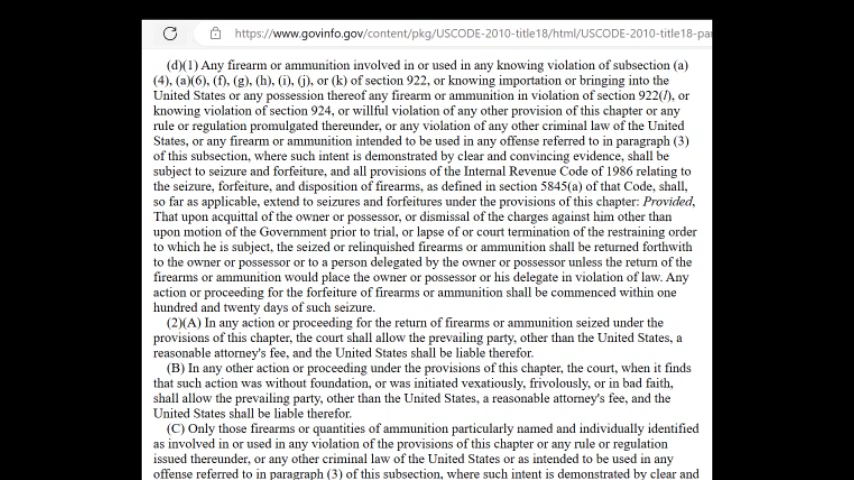 https://www.govinfo.gov/content/pkg/USCODE-2010-title18/html/USCODE-2010-title18-par
(d)(1) Any firearm or ammunition involved in or used in any knowing violation of subsection (a)
(4), (a)(6), (f), (g), (h), (i), (j), or (k) of section 922, or knowing importation or bringing into the
United States or any possession thereof any firearm or ammunition in violation of section 922(l), or
knowing violation of section 924, or willful violation of any other provision of this chapter or any
rule or regulation promulgated thereunder, or any violation of any other criminal law of the United
States, or any firearm or ammunition intended to be used in any offense referred to in paragraph (3)
of this subsection, where such intent is demonstrated by clear and convincing evidence, shall be
subject to seizure and forfeiture, and all provisions of the Internal Revenue Code of 1986 relating to
the seizure, forfeiture, and disposition of firearms, as defined in section 5845(a) of that Code, shall,
so far as applicable, extend to seizures and forfeitures under the provisions of this chapter: Provided,
That upon acquittal of the owner or possessor, or dismissal of the charges against him other than
upon motion of the Government prior to trial, or lapse of or court termination of the restraining order
to which he is subject, the seized or relinquished firearms or ammunition shall be returned forthwith
to the owner or possessor or to a person delegated by the owner or possessor unless the return of the
firearms or ammunition would place the owner or possessor or his delegate in violation of law. Any
action or proceeding for the forfeiture of firearms or ammunition shall be commenced within one
hundred and twenty days of such seizure.
(2)(A) In any action or proceeding for the return of firearms or ammunition seized under the
provisions of this chapter, the court shall allow the prevailing party, other than the United States, a
reasonable attorney's fee, and the United States shall be liable therefor.
(B) In any other action or proceeding under the provisions of this chapter, the court, when it finds
that such action was without foundation, or was initiated vexatiously, frivolously, or in bad faith,
shall allow the prevailing party, other than the United States, a reasonable attorney's fee, and the
United States shall be liable therefor.
(C) Only those firearms or quantities of ammunition particularly named and individually identified
as involved in or used in any violation of the provisions of this chapter or any rule or regulation
issued thereunder, or any other criminal law of the United States or as intended to be used in any
offense referred to in paragraph (3) of this subsection, where such intent is demonstrated by clear and